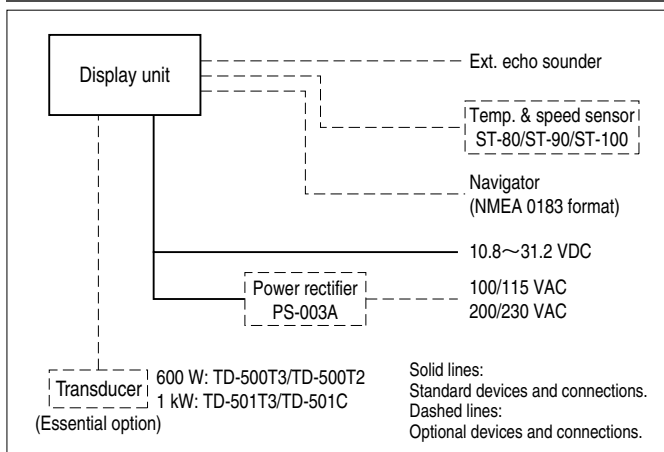 Display unit
Ext. echo sounder
Temp. & speed sensor
ST-80/ST-90/ST-100
Navigator
(NMEA 0183 format)
10.8～31.2 VDC
Power rectifier
PS-003A
100/115 VAC
200/230 VAC
Transducer
(Essential option)
600 W: TD-500T3/TD-500T2
1 kW: TD-501T3/TD-501C
Solid lines:
Standard devices and connections.
Dashed lines:
Optional devices and connections.